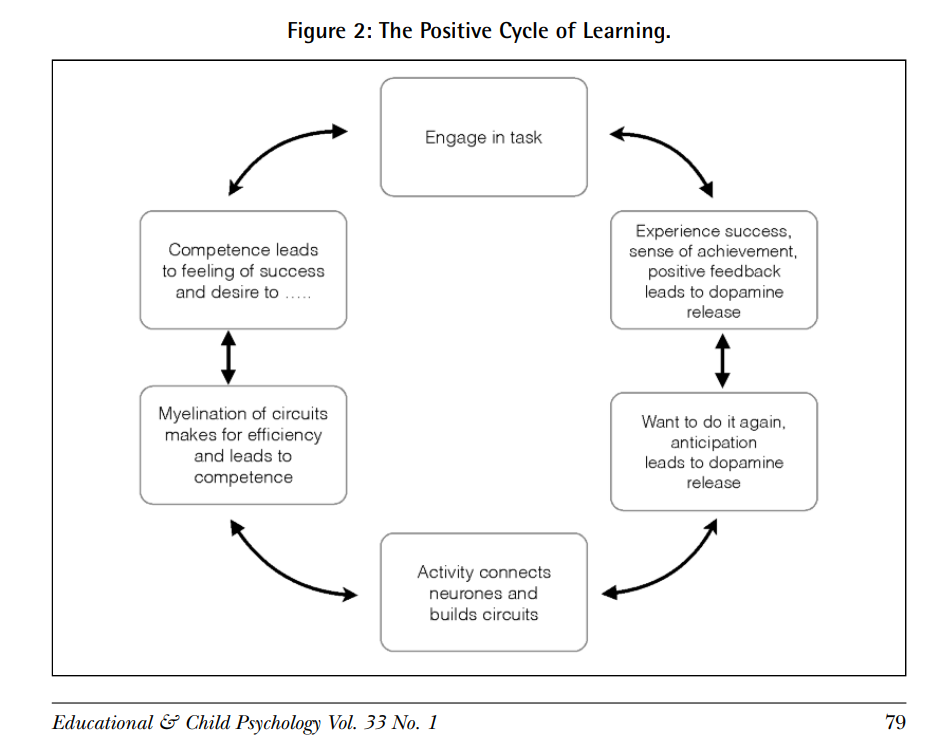 Figure 2: The Positive Cycle of Learning.
Engage in task
Experience success,
sense of achievement,
positive feedback
leads to dopamine
release
Want to do it again,
anticipation
leads to dopamine
release
Activity connects
neurones and
builds circuits
Myelination of circuits
makes for efficiency
and leads to
competence
Competence leads
to feeling of success
and desire to .....
Educational & Child Psychology Vol. 33 No. 1
79